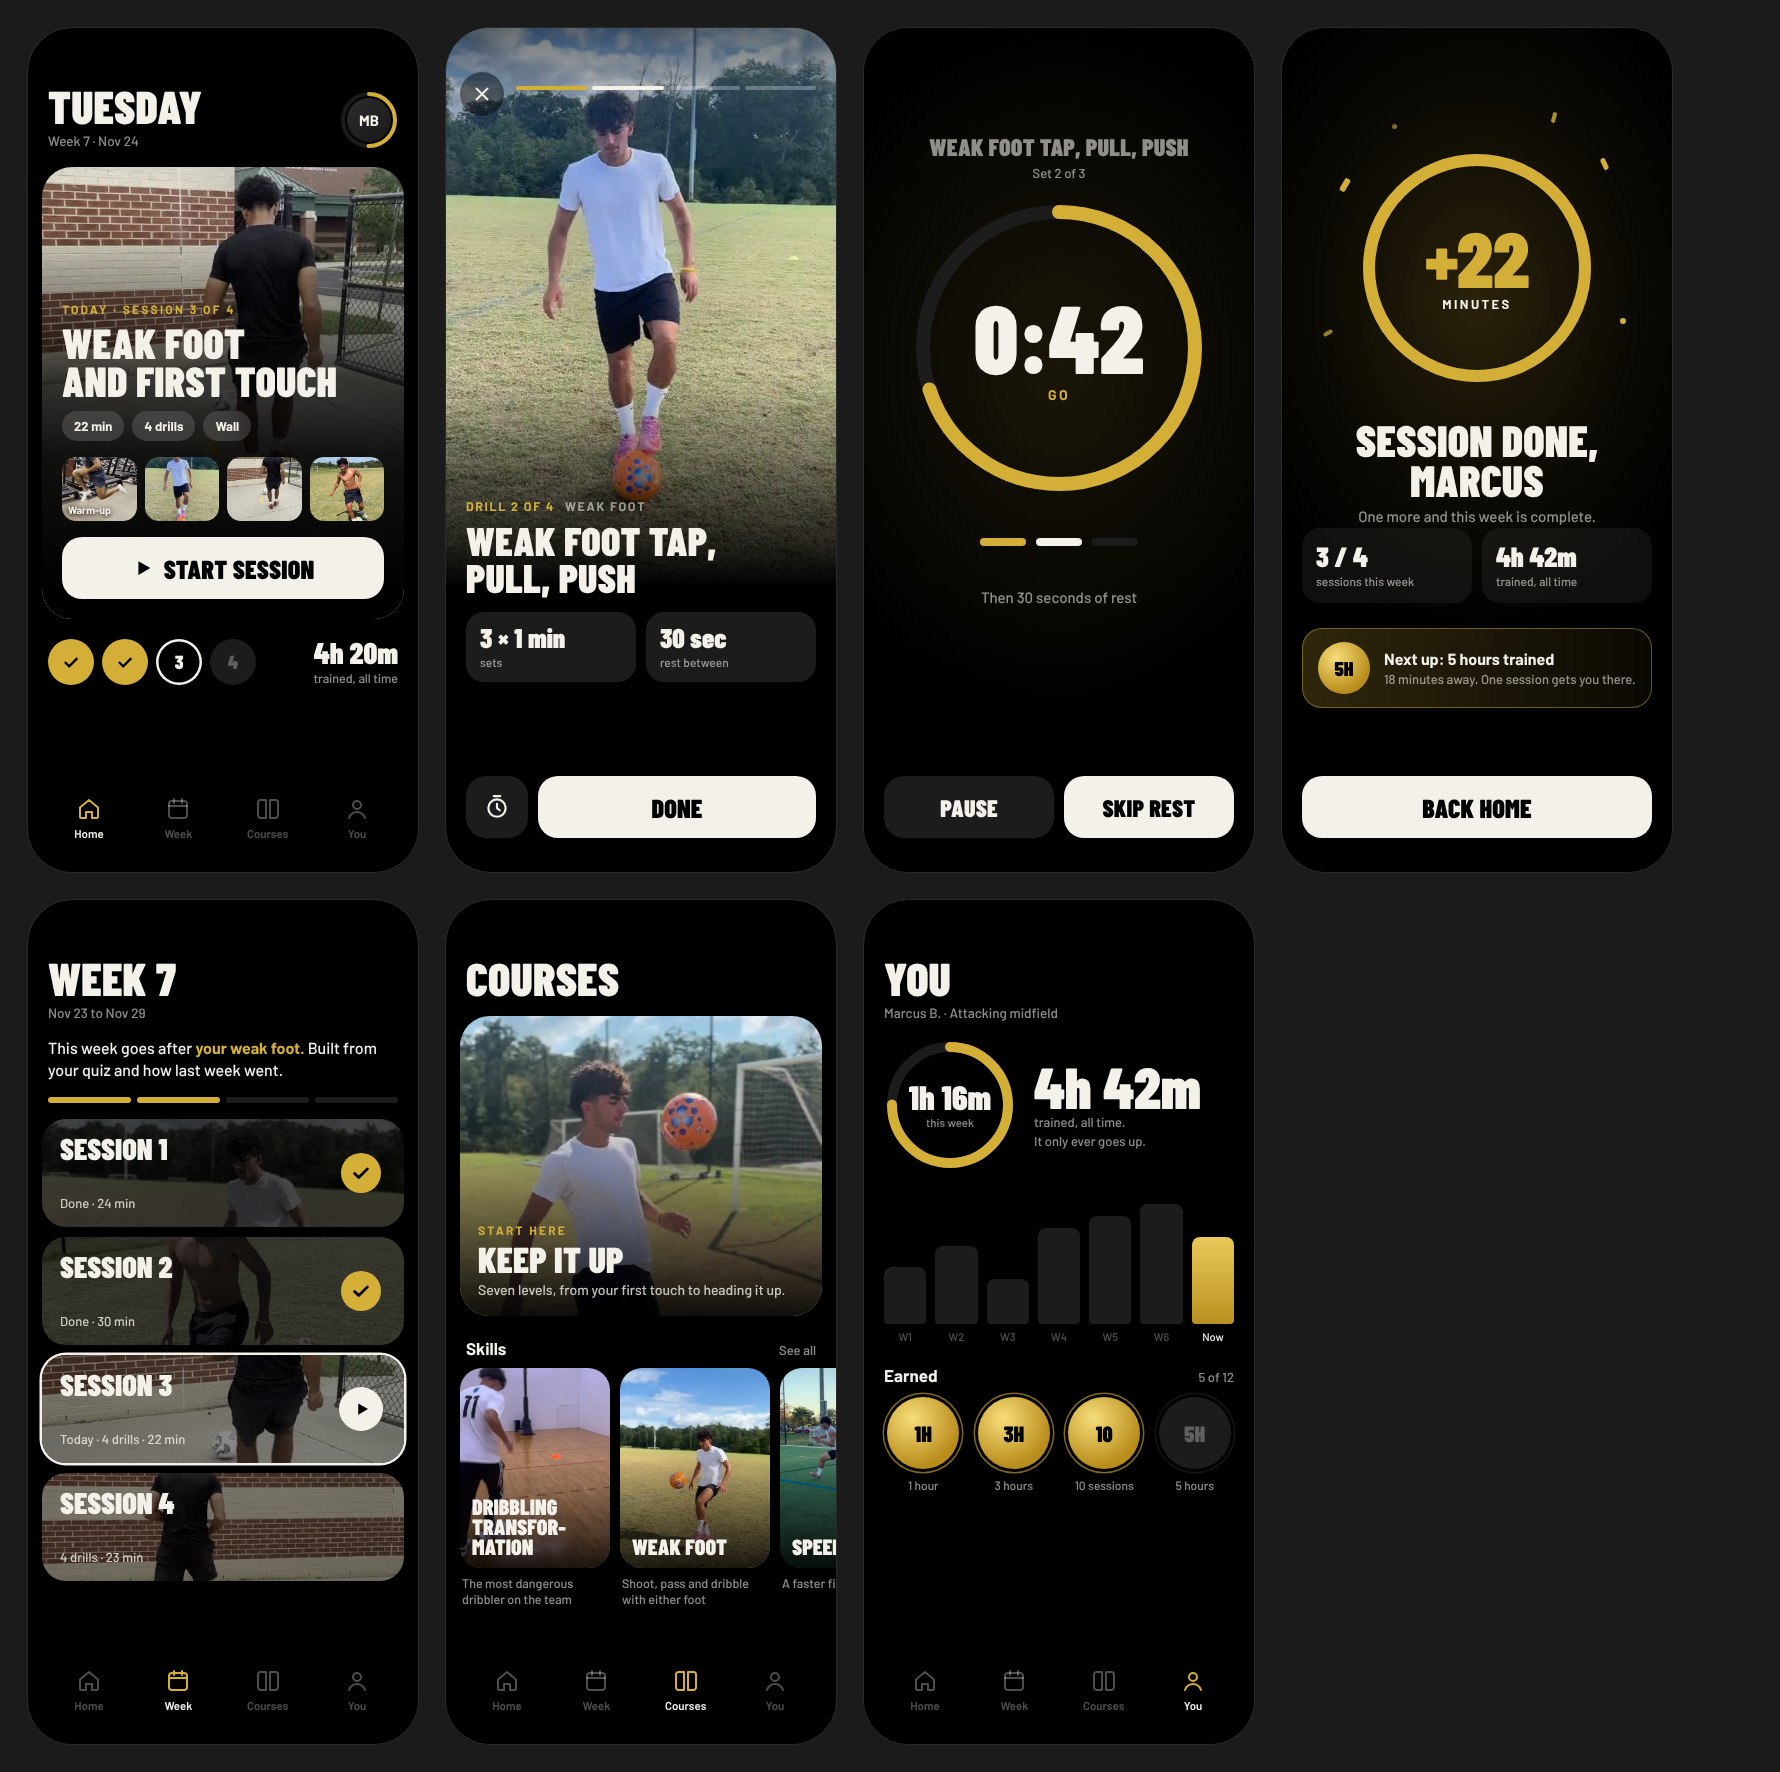 TUESDAY
Week 7 · Nov 24
MB
TODAY · SESSION 3 OF 4
WEAK FOOT
AND FIRST TOUCH
22 min
4 drills
Wall
Warm-up
START SESSION
3
4
4h 20m
trained, all time
Home
Week
Courses
You
DRILL 2 OF 4 WEAK FOOT
WEAK FOOT TAP,
PULL, PUSH
3 × 1 min
sets
30 sec
rest between
DONE
WEAK FOOT TAP, PULL, PUSH
Set 2 of 3
0:42
GO
Then 30 seconds of rest
PAUSE
SKIP REST
+22
MINUTES
SESSION DONE,
MARCUS
One more and this week is complete.
3 / 4
sessions this week
4h 42m
trained, all time
5H
Next up: 5 hours trained
18 minutes away. One session gets you there.
BACK HOME
WEEK 7
Nov 23 to Nov 29
This week goes after your weak foot. Built from
your quiz and how last week went.
SESSION 1
Done · 24 min
SESSION 2
Done · 30 min
SESSION 3
Today · 4 drills · 22 min
SESSION 4
4 drills · 23 min
Home
Week
Courses
You
COURSES
START HERE
KEEP IT UP
Seven levels, from your first touch to heading it up.
Skills
See all
11
DRIBBLING
TRANSFOR-
MATION
The most dangerous
dribbler on the team
WEAK FOOT
Shoot, pass and dribble
with either foot
SPEE
A faster fi
Home
Week
Courses
You
YOU
Marcus B. · Attacking midfield
1h 16m
this week
4h 42m
trained, all time.
It only ever goes up.
W1
W2
W3
W4
W5
W6
Now
Earned
5 of 12
1H
3H
10
5H
1 hour
3 hours
10 sessions
5 hours
Home
Week
Courses
You